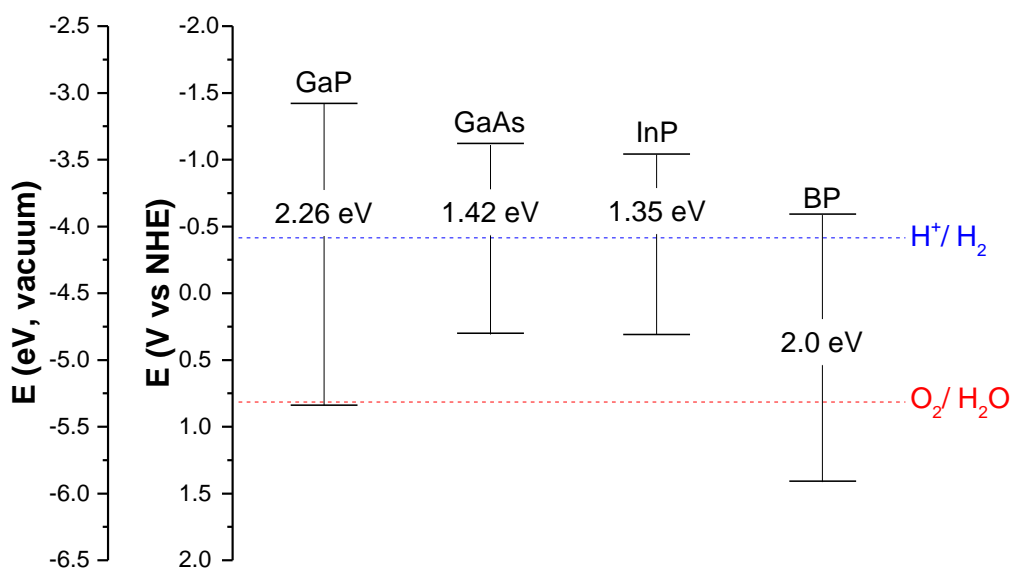 E (eV, vacuum)
-2.5
-3.0
-3.5
-4.0
-4.5
-5.0
-5.5
-6.0
-6.5
E (V vs NHE)
-2.0
-1.5
-1.0
-0.5
0.0
0.5
1.0
1.5
2.0
GaP
2.26 eV
GaAs
1.42 eV
InP
1.35 eV
BP
2.0 eV
H⁺/ H₂
O₂/ H₂O